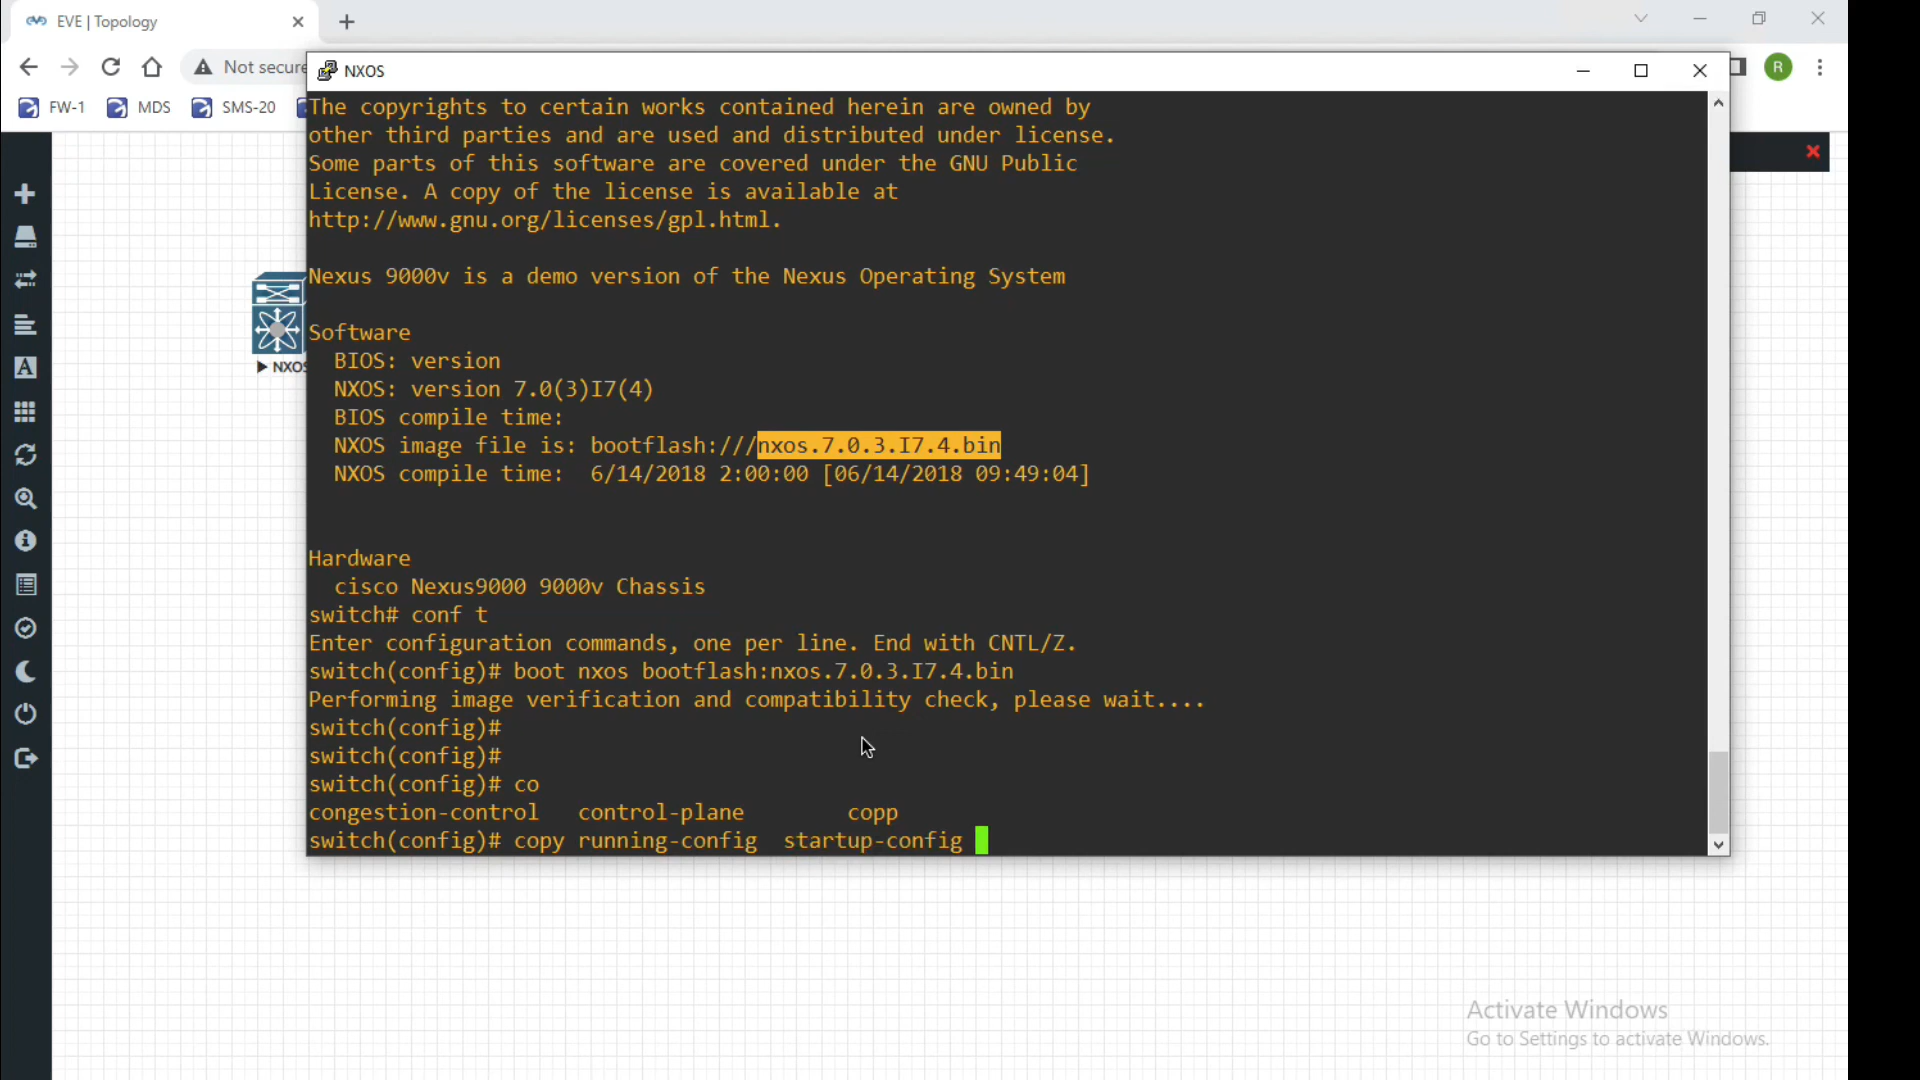 EVE | Topology
Not secure
NXOS
FW-1
MDS
SMS-20
R
The copyrights to certain works contained herein are owned by
other third parties and are used and distributed under license.
Some parts of this software are covered under the GNU Public
License. A copy of the license is available at
http://www.gnu.org/licenses/gpl.html.
Nexus 9000v is a demo version of the Nexus Operating System
Software
BIOS: version
NXOS: version 7.0(3)I7(4)
BIOS compile time:
NXOS image file is: bootflash:///nxos.7.0.3.I7.4.bin
NXOS compile time:  6/14/2018 2:00:00 [06/14/2018 09:49:04]
Hardware
cisco Nexus9000 9000v Chassis
switch# conf t
Enter configuration commands, one per line. End with CNTL/Z.
switch(config)# boot nxos bootflash:nxos.7.0.3.I7.4.bin
Performing image verification and compatibility check, please wait....
switch(config)#
switch(config)#
switch(config)# co
congestion-control   control-plane        copp
switch(config)# copy running-config  startup-config
NXOS
A
Activate Windows
Go to Settings to activate Windows.